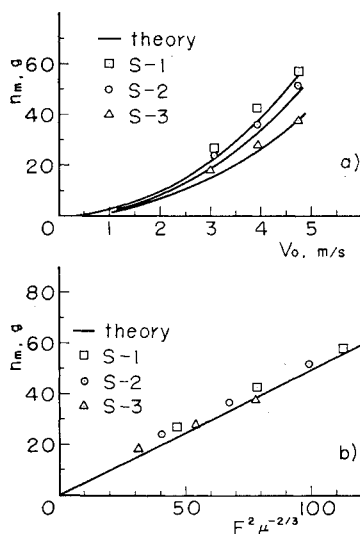 60
40
20
0
n_m, g
— theory
□ S-1
○ S-2
△ S-3
a)
1 2 3 4 5
V₀, m/s
80
60
40
20
0
n_m, g
— theory
□ S-1
○ S-2
△ S-3
b)
50 100
F² μ^(-2/3)